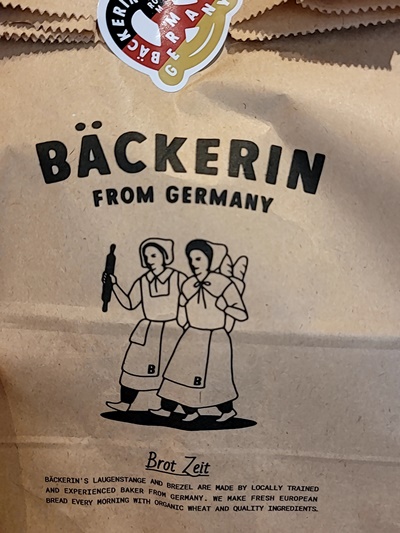 BÄCKERIN
GERMANY
BÄCKERIN
FROM GERMANY
B
B
Brot Zeit
BÄCKERIN'S LAUGENSTANGE AND BREZEL ARE MADE BY LOCALLY TRAINED
AND EXPERIENCED BAKER FROM GERMANY. WE MAKE FRESH EUROPEAN
BREAD EVERY MORNING WITH ORGANIC WHEAT AND QUALITY INGREDIENTS.